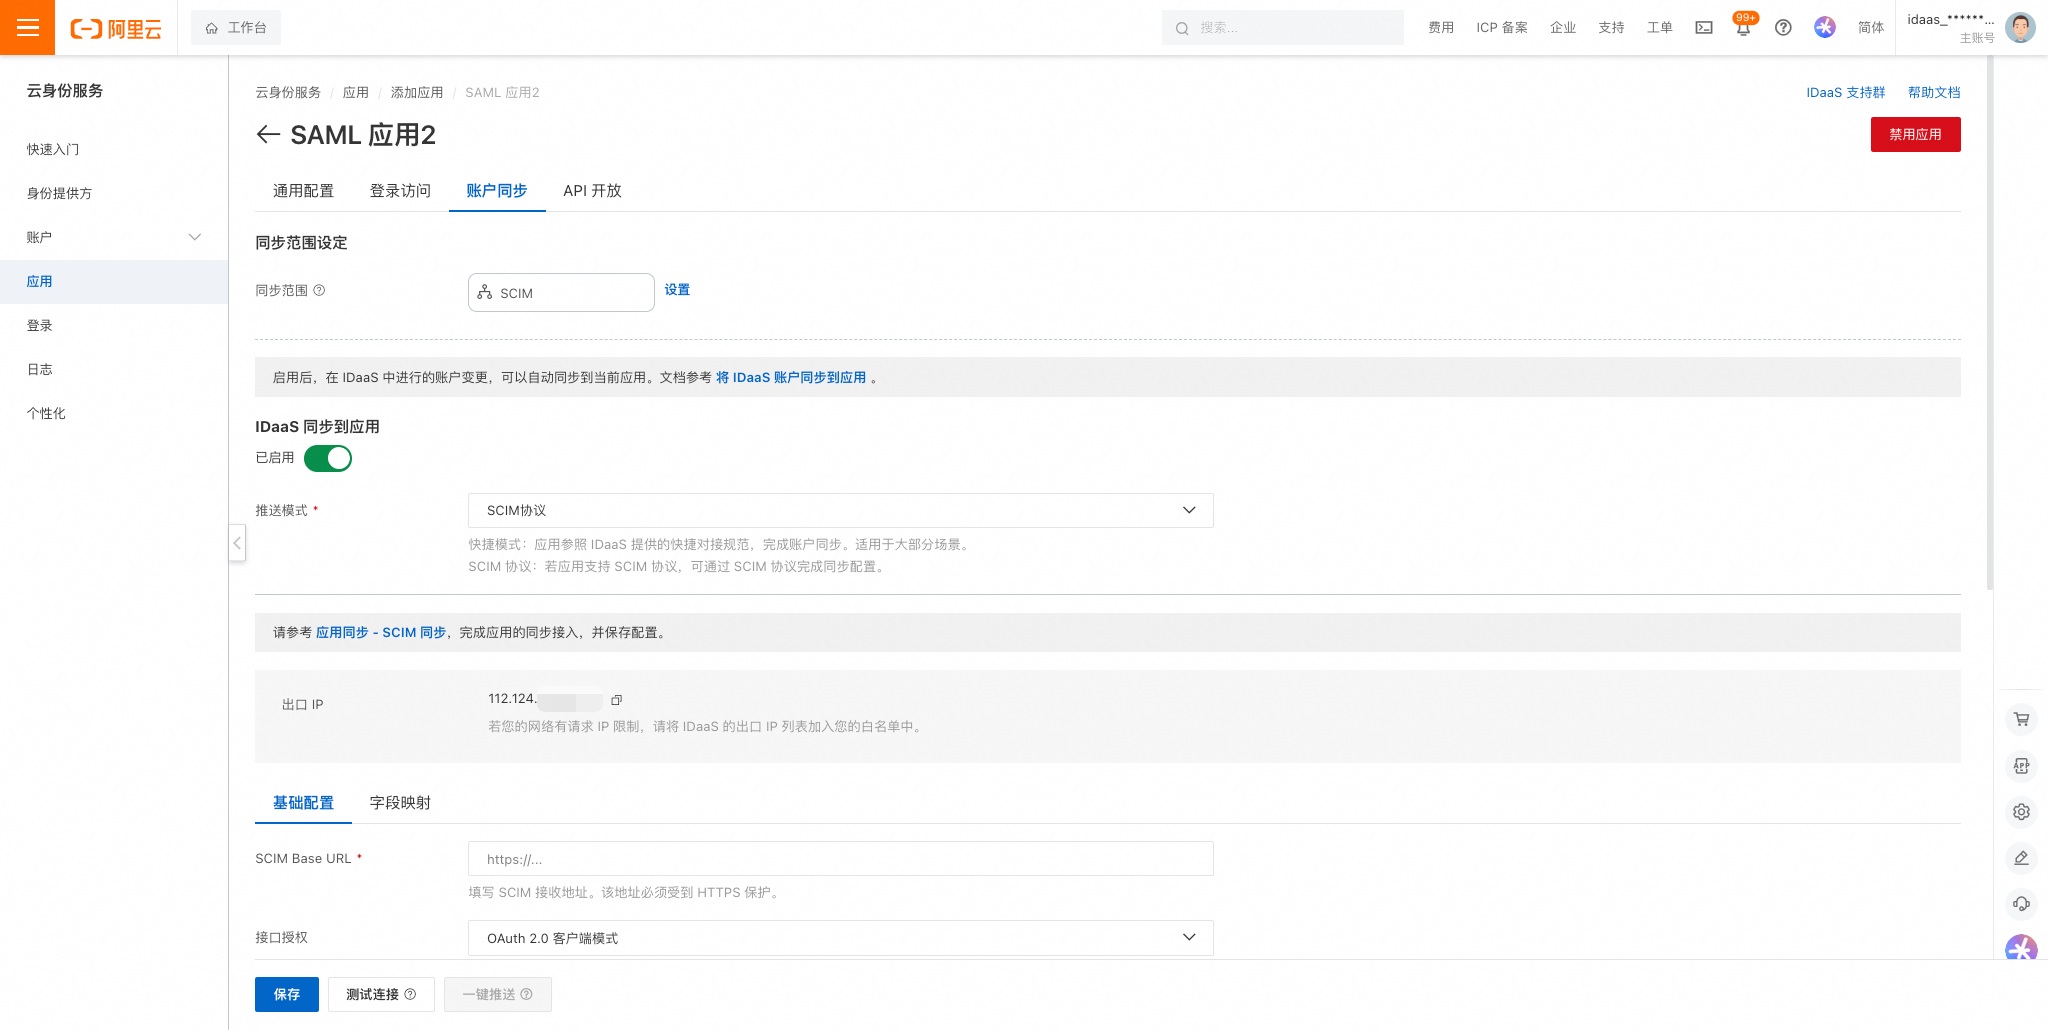 阿里云
工作台
搜索...
费用
ICP 备案
企业
支持
工单
99+
简体
idaas_******...
主账号
云身份服务
快速入门
身份提供方
账户
应用
登录
日志
个性化
云身份服务 / 应用 / 添加应用 / SAML 应用2
IDaaS 支持群
帮助文档
SAML 应用2
禁用应用
通用配置
登录访问
账户同步
API 开放
同步范围设定
同步范围
SCIM
设置
启用后，在 IDaaS 中进行的账户变更，可以自动同步到当前应用。文档参考 将 IDaaS 账户同步到应用 。
IDaaS 同步到应用
已启用
推送模式 *
SCIM协议
快捷模式：应用参照 IDaaS 提供的快捷对接规范，完成账户同步。适用于大部分场景。
SCIM 协议：若应用支持 SCIM 协议，可通过 SCIM 协议完成同步配置。
请参考 应用同步 - SCIM 同步，完成应用的同步接入，并保存配置。
出口 IP
112.124.
若您的网络有请求 IP 限制，请将 IDaaS 的出口 IP 列表加入您的白名单中。
基础配置
字段映射
SCIM Base URL *
https://...
填写 SCIM 接收地址。该地址必须受到 HTTPS 保护。
接口授权
OAuth 2.0 客户端模式
保存
测试连接
一键推送
APP